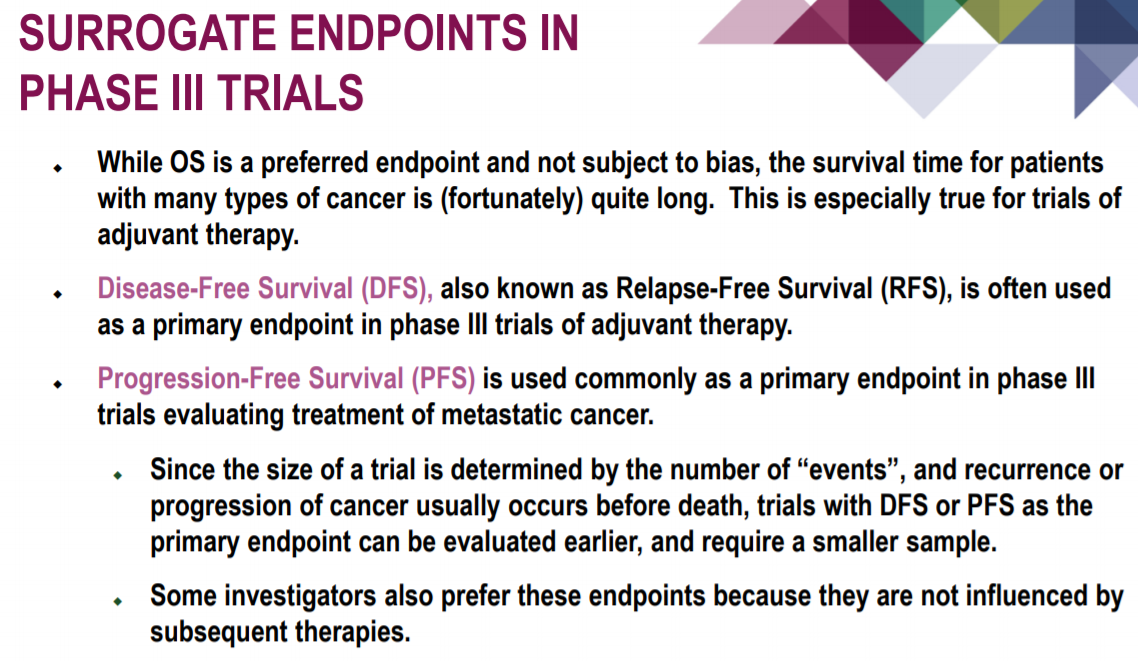 SURROGATE ENDPOINTS IN
PHASE III TRIALS
While OS is a preferred endpoint and not subject to bias, the survival time for patients
with many types of cancer is (fortunately) quite long.  This is especially true for trials of
adjuvant therapy.
Disease-Free Survival (DFS), also known as Relapse-Free Survival (RFS), is often used
as a primary endpoint in phase III trials of adjuvant therapy.
Progression-Free Survival (PFS) is used commonly as a primary endpoint in phase III
trials evaluating treatment of metastatic cancer.
Since the size of a trial is determined by the number of “events”, and recurrence or
progression of cancer usually occurs before death, trials with DFS or PFS as the
primary endpoint can be evaluated earlier, and require a smaller sample.
Some investigators also prefer these endpoints because they are not influenced by
subsequent therapies.